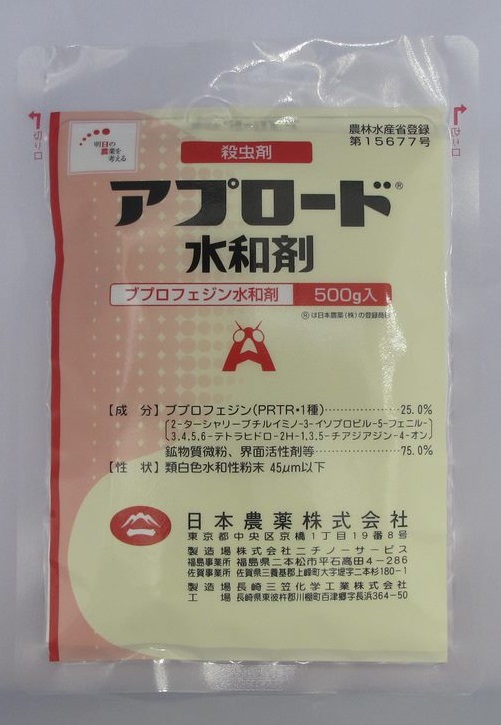 明日の
農業を
考える
農林水産省登録
第15677号
キリ口
キリ口
殺虫剤
アプロード®
水和剤
ブプロフェジン水和剤 500g入
Ⓡは日本農薬(株)の登録商標
【成 分】ブプロフェジン(PRTR・1種)……………25.0%
〔2-ターシャリーブチルイミノ-3-イソプロピル-5-フェニル-
3,4,5,6-テトラヒドロ-2H-1,3,5-チアジアジン-4-オン〕
鉱物質微粉、界面活性剤等……………75.0%
【性 状】類白色水和性粉末 45μm以下
日本農薬株式会社
東京都中央区京橋1丁目19番8号
製造場株式会社ニチノーサービス
福島事業所 福島県二本松市平石高田4-286
佐賀事業所 佐賀県三養基郡上峰町大字堤字二本杉180-1
製造場長崎三笠化学工業株式会社
工 場 長崎県東彼杵郡川棚町百津郷字長浜364-50